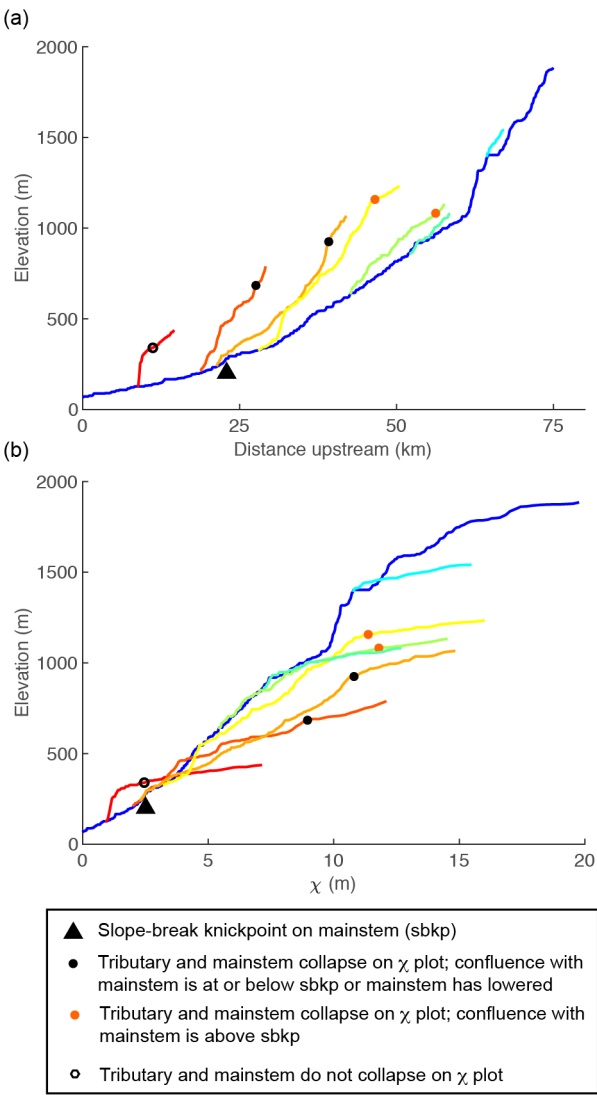 (a)
2000
1500
1000
500
0
Elevation (m)
0 25 50 75
Distance upstream (km)
(b)
2000
1500
1000
500
0
Elevation (m)
0 5 10 15 20
χ (m)
Slope-break knickpoint on mainstem (sbkp)
Tributary and mainstem collapse on χ plot; confluence with
mainstem is at or below sbkp or mainstem has lowered
Tributary and mainstem collapse on χ plot; confluence with
mainstem is above sbkp
Tributary and mainstem do not collapse on χ plot